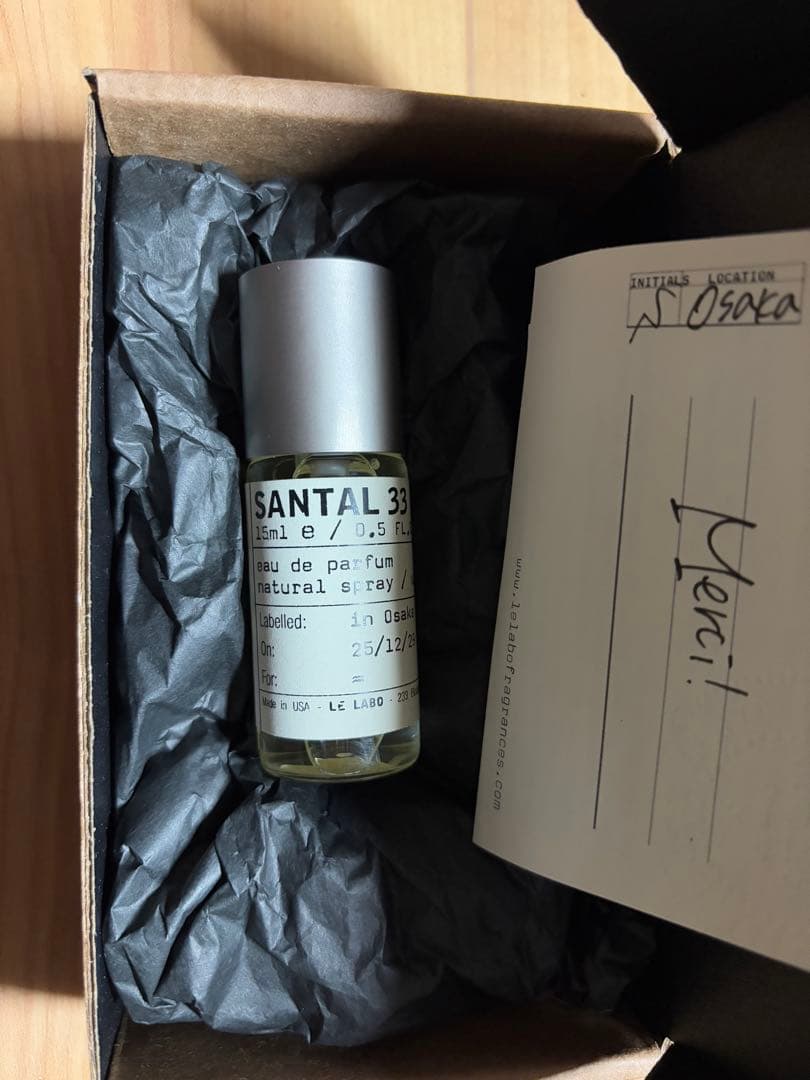 SANTAL 33
15ml e / 0.5 FL.
eau de parfum
natural spray /
Labelled: in Osaka
On: 25/12/2
For: ≈
Made in USA - LE LABO - 233
INITIALS LOCATION
S Osaka
Merci!
www.lelabofragrances.com